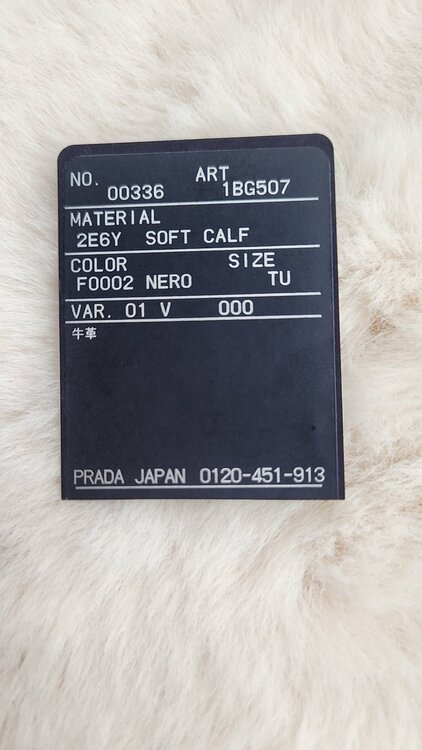 NO. 00336 ART 1BG507
MATERIAL
2E6Y SOFT CALF
COLOR SIZE
F0002 NERO TU
VAR. 01 V 000
牛革
PRADA JAPAN 0120-451-913